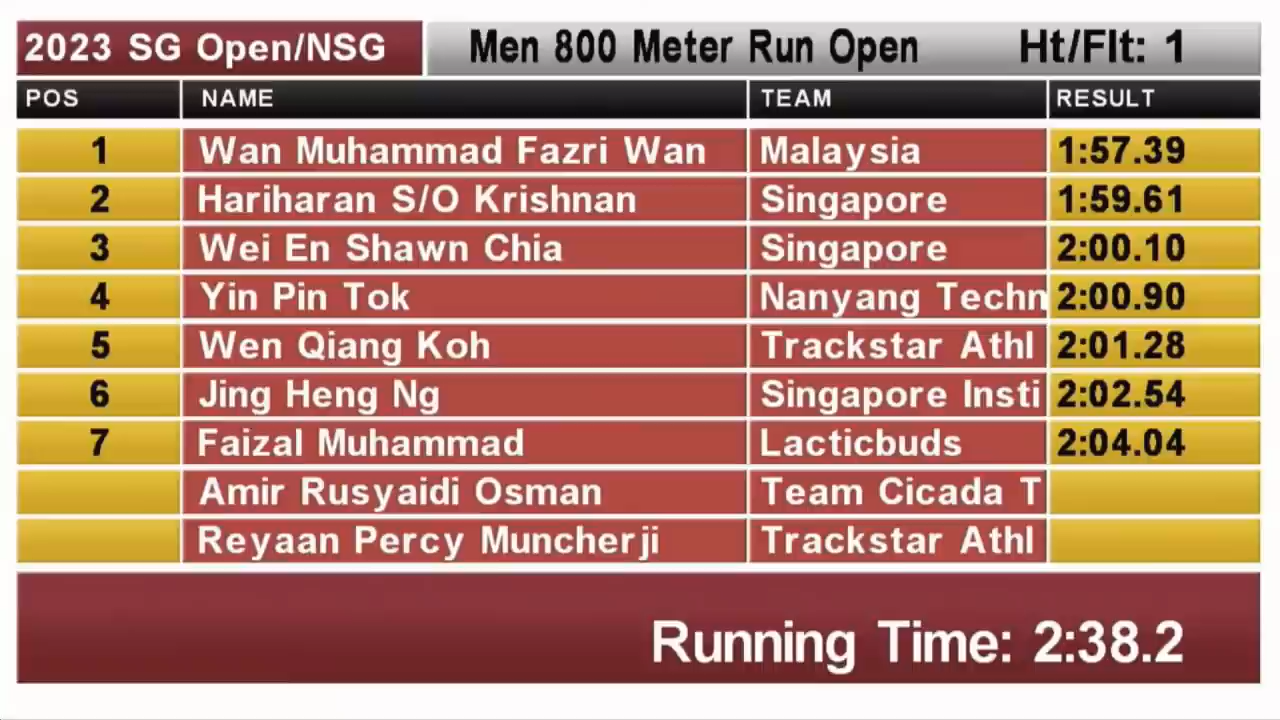 2023 SG Open/NSG Men 800 Meter Run Open Ht/Flt: 1
POS NAME TEAM RESULT
1 Wan Muhammad Fazri Wan Malaysia 1:57.39
2 Hariharan S/O Krishnan Singapore 1:59.61
3 Wei En Shawn Chia Singapore 2:00.10
4 Yin Pin Tok Nanyang Techn 2:00.90
5 Wen Qiang Koh Trackstar Athl 2:01.28
6 Jing Heng Ng Singapore Insti 2:02.54
7 Faizal Muhammad Lacticbuds 2:04.04
Amir Rusyaidi Osman Team Cicada T
Reyaan Percy Muncherji Trackstar Athl
Running Time: 2:38.2